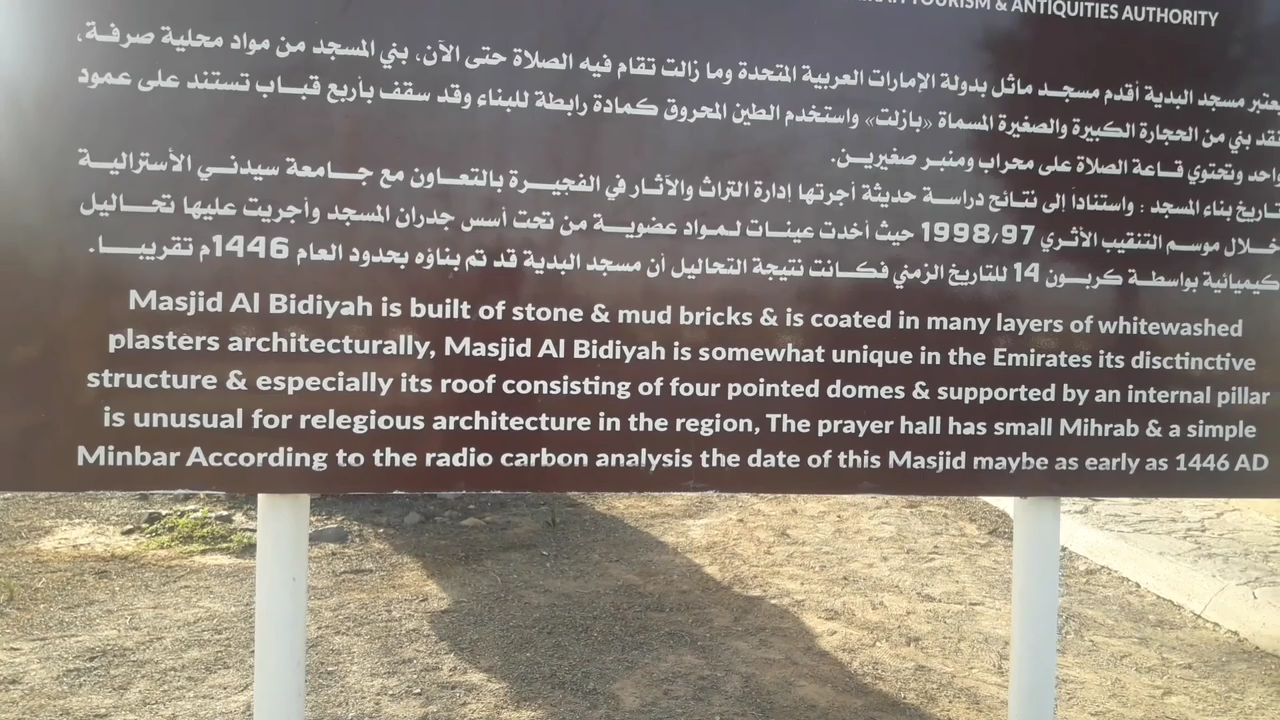 TOURISM & ANTIQUITIES AUTHORITY
يعتبر مسجد البدية أقدم مسجد ماثل بدولة الإمارات العربية المتحدة وما زالت تقام فيه الصلاة حتى الآن، بني المسجد من مواد محلية صرفة،
فقد بني من الحجارة الكبيرة والصغيرة المسماة «بازلت» واستخدم الطين المحروق كمادة رابطة للبناء وقد سقف بأربع قباب تستند على عمود
واحد وتحتوي قاعة الصلاة على محراب ومنبر صغيرين.
تاريخ بناء المسجد : واستناداً إلى نتائج دراسة حديثة أجرتها إدارة التراث والآثار في الفجيرة بالتعاون مع جامعة سيدني الأسترالية
خلال موسم التنقيب الأثري 1998/97 حيث أخذت عينات لمواد عضوية من تحت أسس جدران المسجد وأجريت عليها تحاليل
كيميائية بواسطة كربون 14 للتاريخ الزمني فكانت نتيجة التحاليل أن مسجد البدية قد تم بناؤه بحدود العام 1446م تقريبا.
Masjid Al Bidiyah is built of stone & mud bricks & is coated in many layers of whitewashed
plasters architecturally, Masjid Al Bidiyah is somewhat unique in the Emirates its disctinctive
structure & especially its roof consisting of four pointed domes & supported by an internal pillar
is unusual for relegious architecture in the region, The prayer hall has small Mihrab & a simple
Minbar According to the radio carbon analysis the date of this Masjid maybe as early as 1446 AD